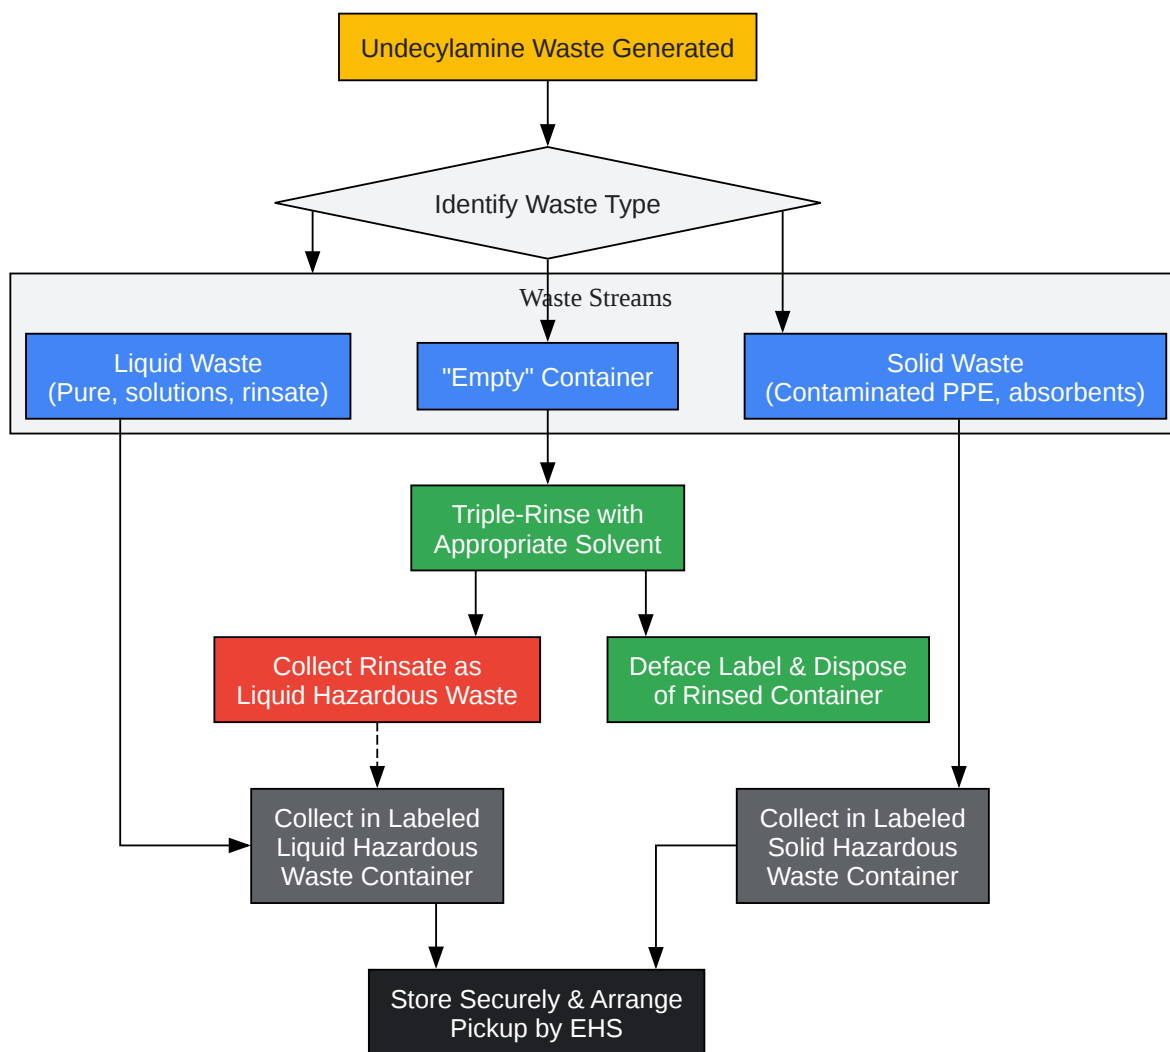 Undecylamine Waste Generated
Identify Waste Type
Waste Streams
Liquid Waste
(Pure, solutions, rinsate)
"Empty" Container
Solid Waste
(Contaminated PPE, absorbents)
Triple-Rinse with
Appropriate Solvent
Collect Rinsate as
Liquid Hazardous Waste
Deface Label & Dispose
of Rinsed Container
Collect in Labeled
Liquid Hazardous
Waste Container
Collect in Labeled
Solid Hazardous
Waste Container
Store Securely & Arrange
Pickup by EHS